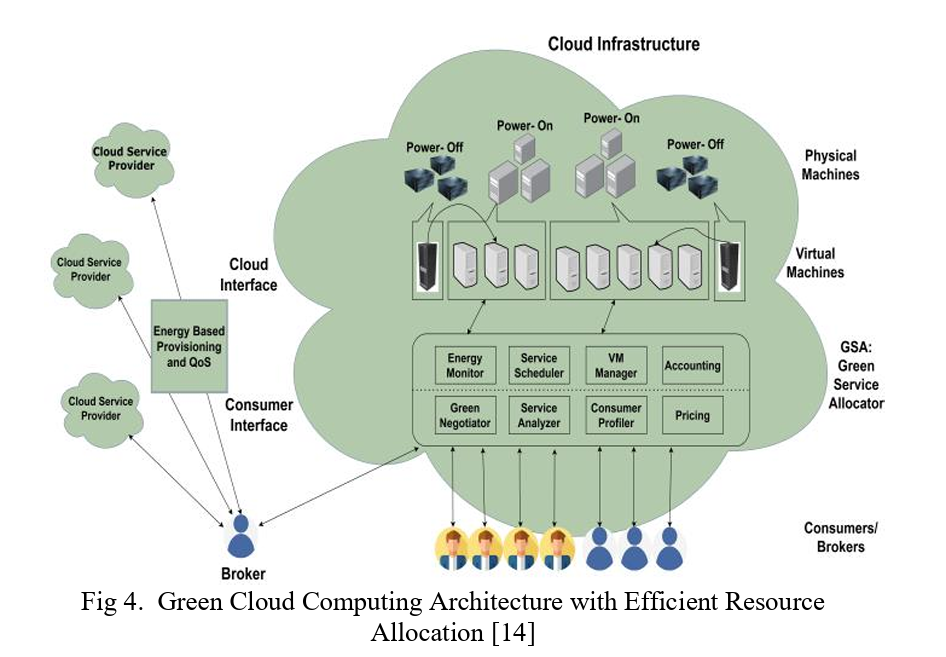 Cloud Infrastructure
Power- Off
Power- On
Power- On
Power- Off
Physical
Machines
Cloud Service
Provider
Cloud Service
Provider
Cloud Service
Provider
Cloud
Interface
Virtual
Machines
Energy Based
Provisioning
and QoS
Consumer
Interface
Energy
Monitor
Service
Scheduler
VM
Manager
Accounting
Green
Negotiator
Service
Analyzer
Consumer
Profiler
Pricing
GSA:
Green
Service
Allocator
Consumers/
Brokers
Broker
Fig 4.  Green Cloud Computing Architecture with Efficient Resource
Allocation [14]